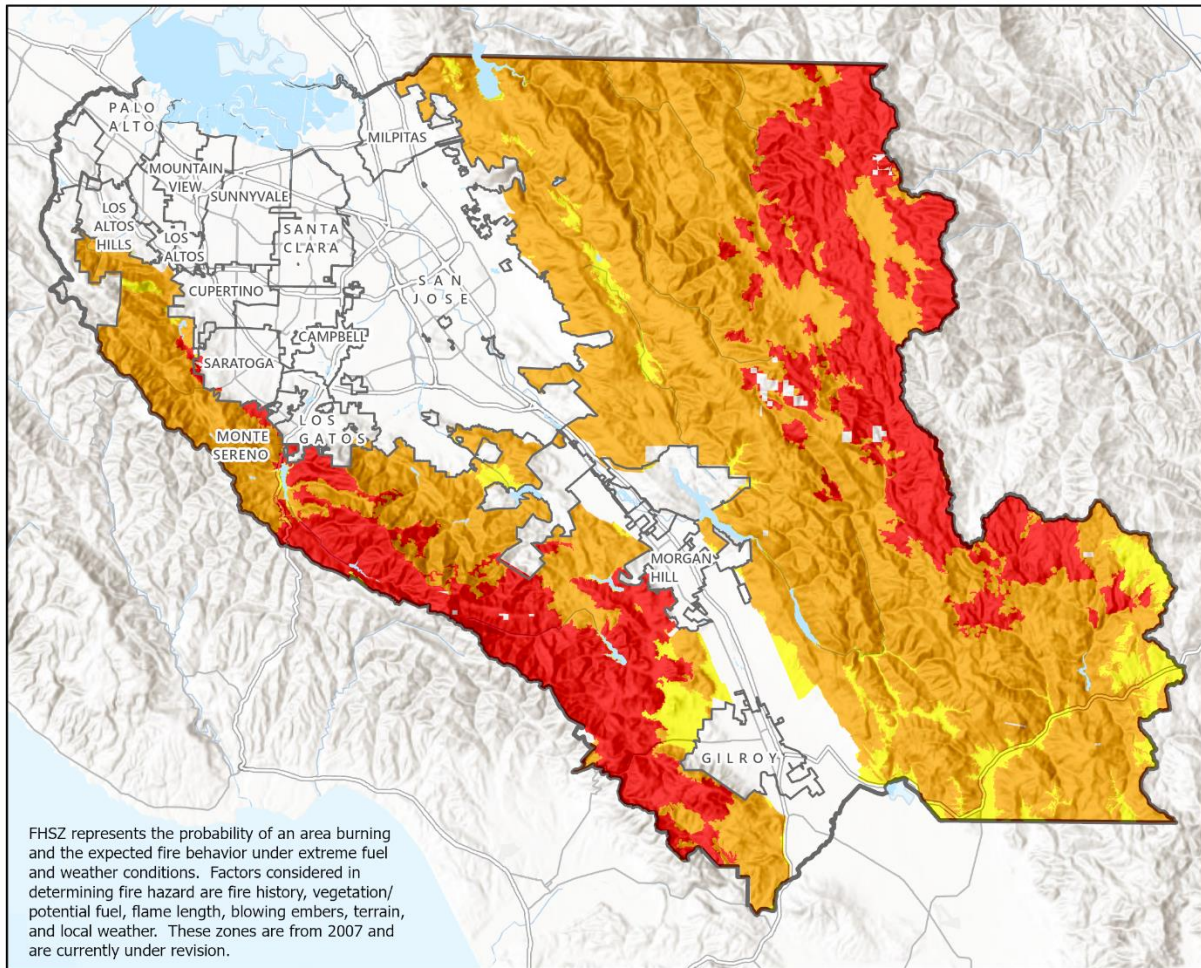 PALO
ALTO
MILPITAS
MOUNTAIN
VIEW
SUNNYVALE
LOS
ALTOS
HILLS
LOS
ALTOS
SANTA
CLARA
CUPERTINO
SAN
JOSE
CAMPBELL
SARATOGA
LOS
GATOS
MONTE
SERENO
MORGAN
HILL
GILROY
FHSZ represents the probability of an area burning
and the expected fire behavior under extreme fuel
and weather conditions. Factors considered in
determining fire hazard are fire history, vegetation/
potential fuel, flame length, blowing embers, terrain,
and local weather. These zones are from 2007 and
are currently under revision.